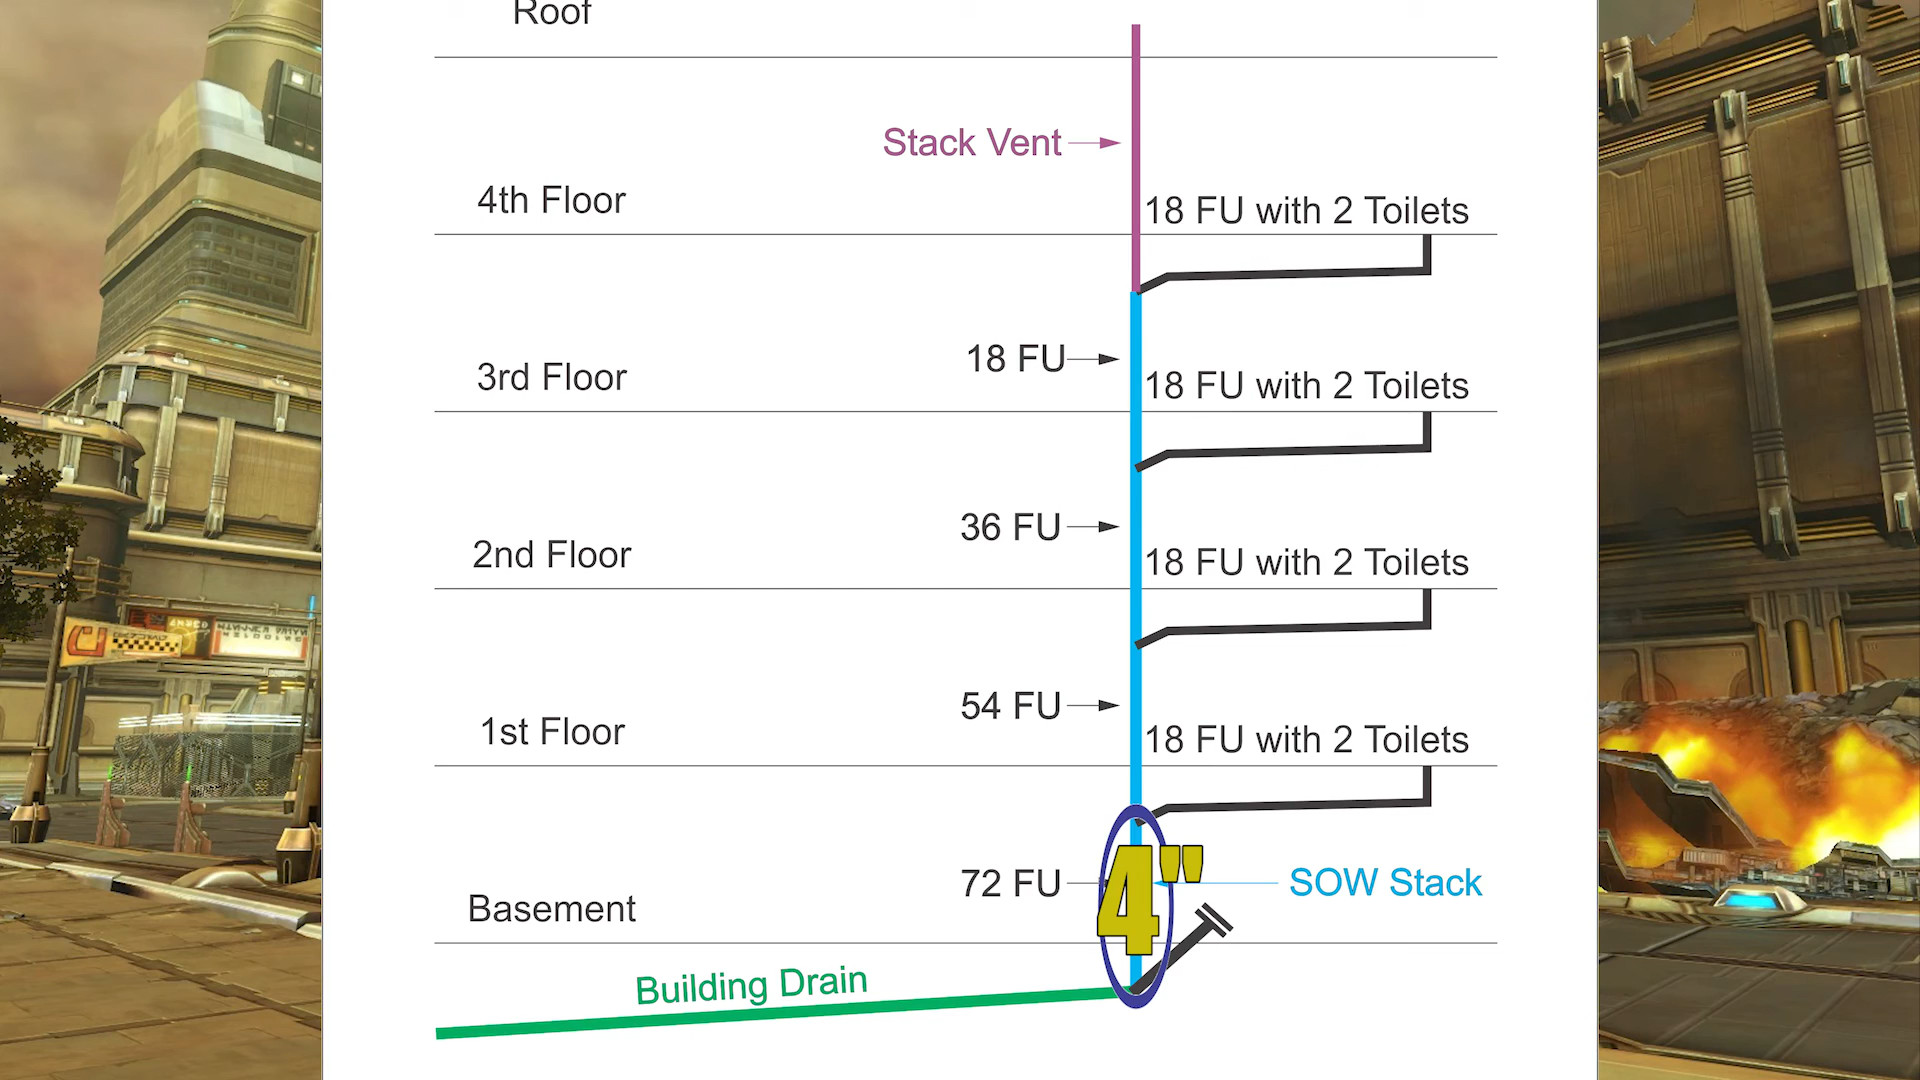 Roof
Stack Vent
4th Floor
18 FU with 2 Toilets
18 FU
3rd Floor
18 FU with 2 Toilets
36 FU
2nd Floor
18 FU with 2 Toilets
54 FU
1st Floor
18 FU with 2 Toilets
72 FU
4"
SOW Stack
Basement
Building Drain